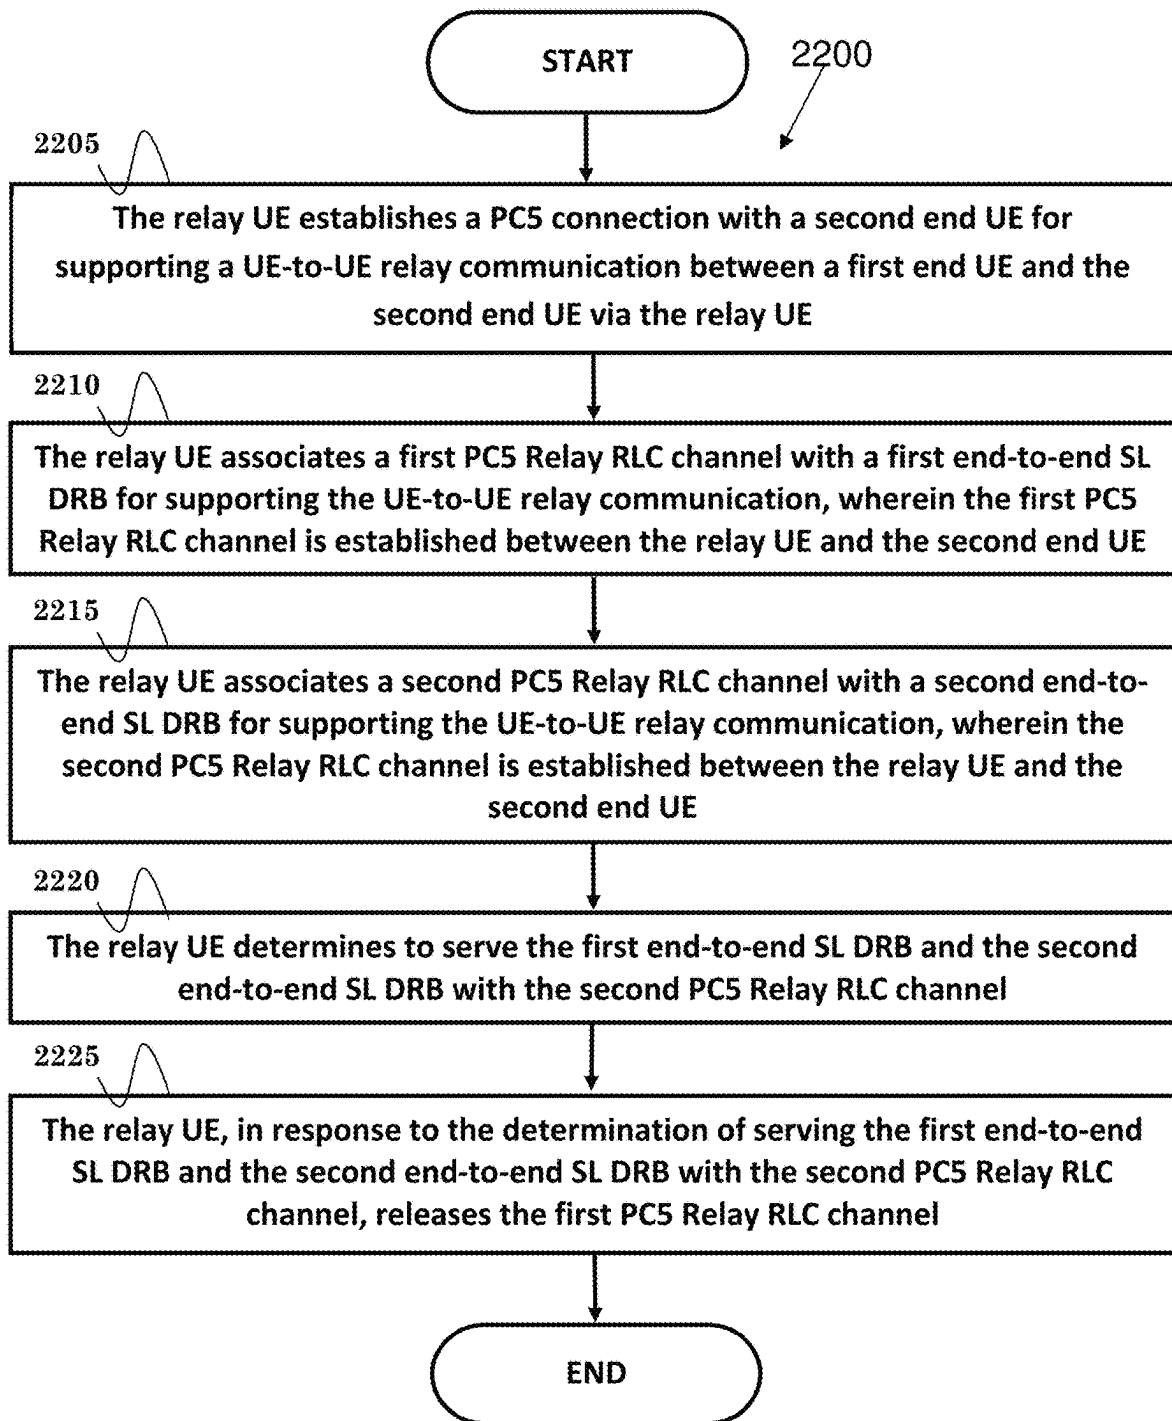 START
2200
2205
The relay UE establishes a PC5 connection with a second end UE for
supporting a UE-to-UE relay communication between a first end UE and the
second end UE via the relay UE
2210
The relay UE associates a first PC5 Relay RLC channel with a first end-to-end SL
DRB for supporting the UE-to-UE relay communication, wherein the first PC5
Relay RLC channel is established between the relay UE and the second end UE
2215
The relay UE associates a second PC5 Relay RLC channel with a second end-to-
end SL DRB for supporting the UE-to-UE relay communication, wherein the
second PC5 Relay RLC channel is established between the relay UE and the
second end UE
2220
The relay UE determines to serve the first end-to-end SL DRB and the second
end-to-end SL DRB with the second PC5 Relay RLC channel
2225
The relay UE, in response to the determination of serving the first end-to-end
SL DRB and the second end-to-end SL DRB with the second PC5 Relay RLC
channel, releases the first PC5 Relay RLC channel
END